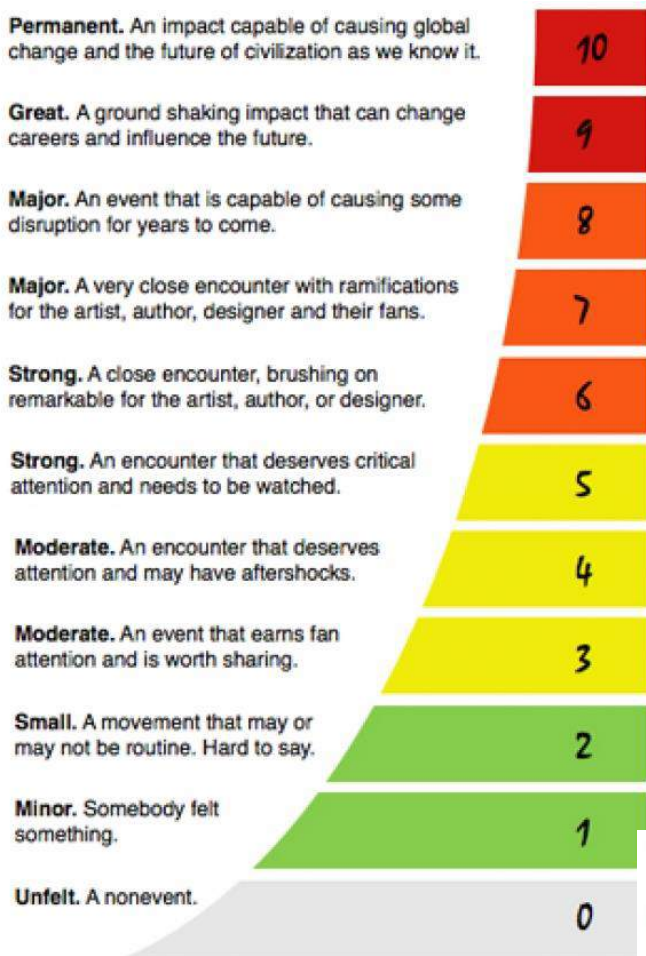 Permanent. An impact capable of causing global
change and the future of civilization as we know it.
10
Great. A ground shaking impact that can change
careers and influence the future.
9
Major. An event that is capable of causing some
disruption for years to come.
8
Major. A very close encounter with ramifications
for the artist, author, designer and their fans.
7
Strong. A close encounter, brushing on
remarkable for the artist, author, or designer.
6
Strong. An encounter that deserves critical
attention and needs to be watched.
5
Moderate. An encounter that deserves
attention and may have aftershocks.
4
Moderate. An event that earns fan
attention and is worth sharing.
3
Small. A movement that may or
may not be routine. Hard to say.
2
Minor. Somebody felt
something.
1
Unfelt. A nonevent.
0